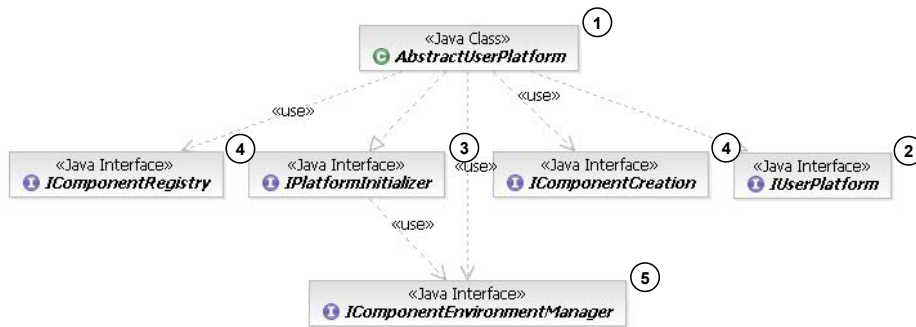 1
«Java Class»
C AbstractUserPlatform
«use»
«use»
4
3
4
2
«Java Interface»
I IComponentRegistry
«Java Interface»
I IPlatformInitializer
«use»
«Java Interface»
I IComponentCreation
«Java Interface»
I IUserPlatform
«use»
5
«Java Interface»
I IComponentEnvironmentManager